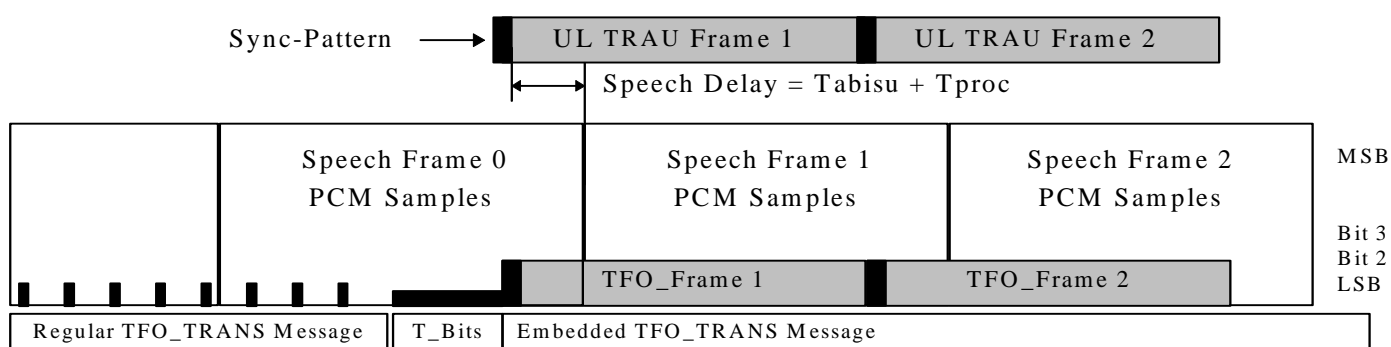 Sync-Pattern UL TRAU Frame 1 UL TRAU Frame 2
Speech Delay = Tabisu + Tproc
Speech Frame 0 Speech Frame 1 Speech Frame 2 MSB
PCM Samples PCM Samples PCM Samples
Bit 3
Bit 2
TFO_Frame 1 TFO_Frame 2 LSB
Regular TFO_TRANS Message T_Bits Embedded TFO_TRANS Message